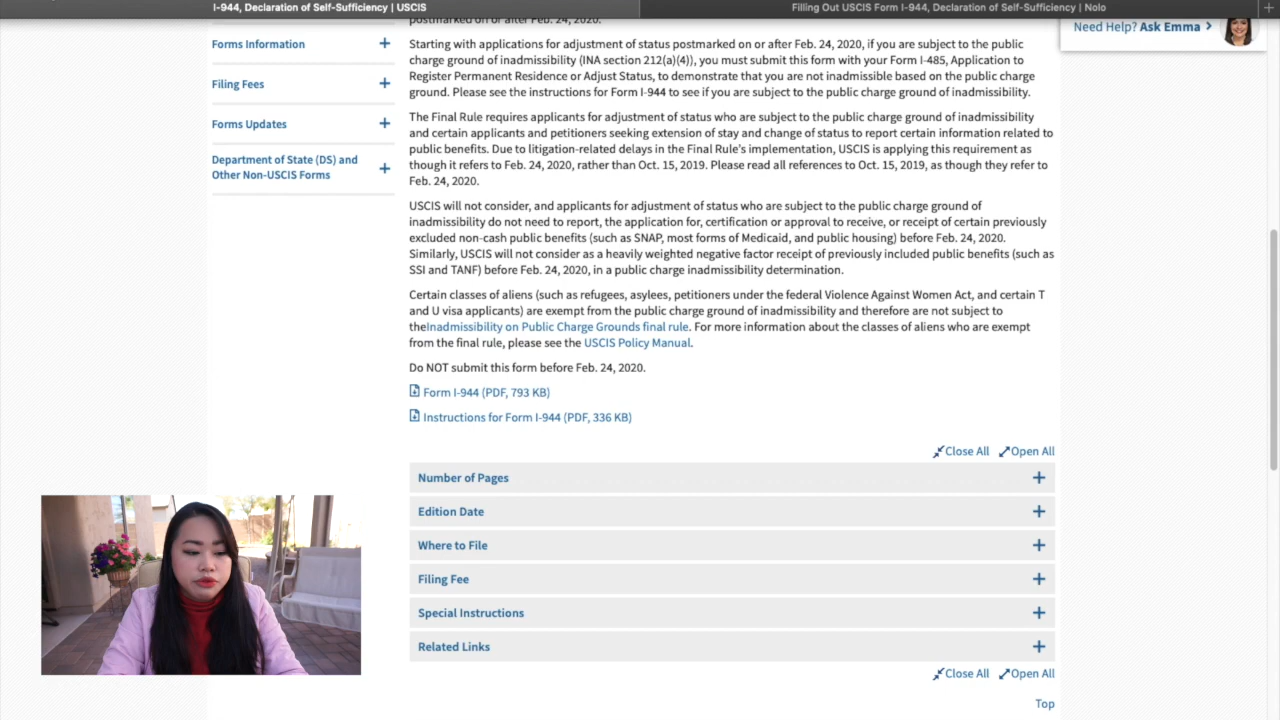 I-944, Declaration of Self-Sufficiency | USCIS
Filling Out USCIS Form I-944, Declaration of Self-Sufficiency | Nolo
postmarked on or after Feb. 24, 2020.
Need Help? Ask Emma
Forms Information
Filing Fees
Forms Updates
Department of State (DS) and
Other Non-USCIS Forms
Starting with applications for adjustment of status postmarked on or after Feb. 24, 2020, if you are subject to the public
charge ground of inadmissibility (INA section 212(a)(4)), you must submit this form with your Form I-485, Application to
Register Permanent Residence or Adjust Status, to demonstrate that you are not inadmissible based on the public charge
ground. Please see the instructions for Form I-944 to see if you are subject to the public charge ground of inadmissibility.
The Final Rule requires applicants for adjustment of status who are subject to the public charge ground of inadmissibility
and certain applicants and petitioners seeking extension of stay and change of status to report certain information related to
public benefits. Due to litigation-related delays in the Final Rule's implementation, USCIS is applying this requirement as
though it refers to Feb. 24, 2020, rather than Oct. 15, 2019. Please read all references to Oct. 15, 2019, as though they refer to
Feb. 24, 2020.
USCIS will not consider, and applicants for adjustment of status who are subject to the public charge ground of
inadmissibility do not need to report, the application for, certification or approval to receive, or receipt of certain previously
excluded non-cash public benefits (such as SNAP, most forms of Medicaid, and public housing) before Feb. 24, 2020.
Similarly, USCIS will not consider as a heavily weighted negative factor receipt of previously included public benefits (such as
SSI and TANF) before Feb. 24, 2020, in a public charge inadmissibility determination.
Certain classes of aliens (such as refugees, asylees, petitioners under the federal Violence Against Women Act, and certain T
and U visa applicants) are exempt from the public charge ground of inadmissibility and therefore are not subject to
theInadmissibility on Public Charge Grounds final rule. For more information about the classes of aliens who are exempt
from the final rule, please see the USCIS Policy Manual.
Do NOT submit this form before Feb. 24, 2020.
Form I-944 (PDF, 793 KB)
Instructions for Form I-944 (PDF, 336 KB)
Close All Open All
Number of Pages
Edition Date
Where to File
Filing Fee
Special Instructions
Related Links
Close All Open All
Top